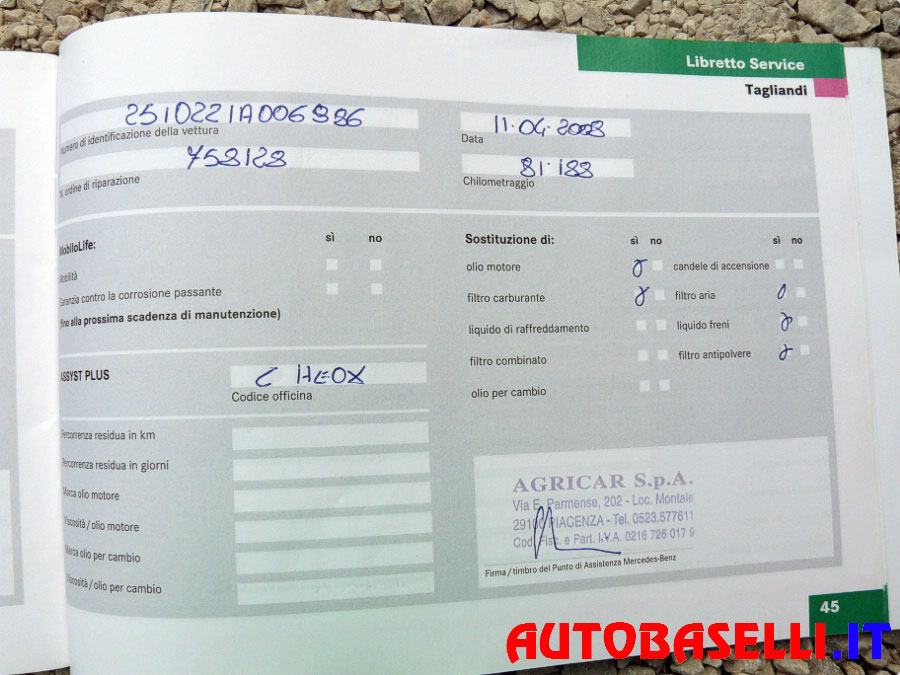 Libretto Service
Tagliandi
2510221A006986
Numero di identificazione della vettura
11.04.2008
Data
758128
N. ordine di riparazione
81.188
Chilometraggio
MobiloLife:
sì no
Mobilità
Garanzia contro la corrosione passante
(fino alla prossima scadenza di manutenzione)
ASSYST PLUS
Codice officina
Percorrenza residua in km
Percorrenza residua in giorni
Marca olio motore
Viscosità/olio motore
Marca olio per cambio
Viscosità/olio per cambio
Sostituzione di:
sì no
sì no
olio motore
candele di accensione
filtro carburante
filtro aria
liquido di raffreddamento
liquido freni
filtro combinato
filtro antipolvere
olio per cambio
AGRICAR S.p.A.
Via E. Parmense, 202 - Loc. Montale
29100 PIACENZA - Tel. 0523.577611
Cod. Fisc. e Part. I.V.A. 0216 726 017 9
Firma/timbro del Punto di Assistenza Mercedes-Benz
45
AUTOBASELLI.IT